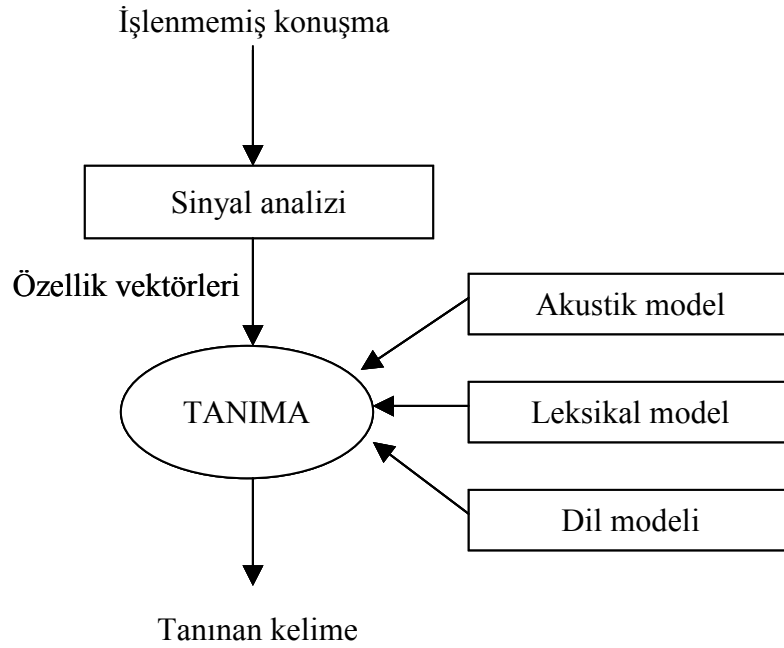 İşlenmemiş konuşma
Sinyal analizi
Özellik vektörleri
Akustik model
TANIMA
Leksikal model
Dil modeli
Tanınan kelime